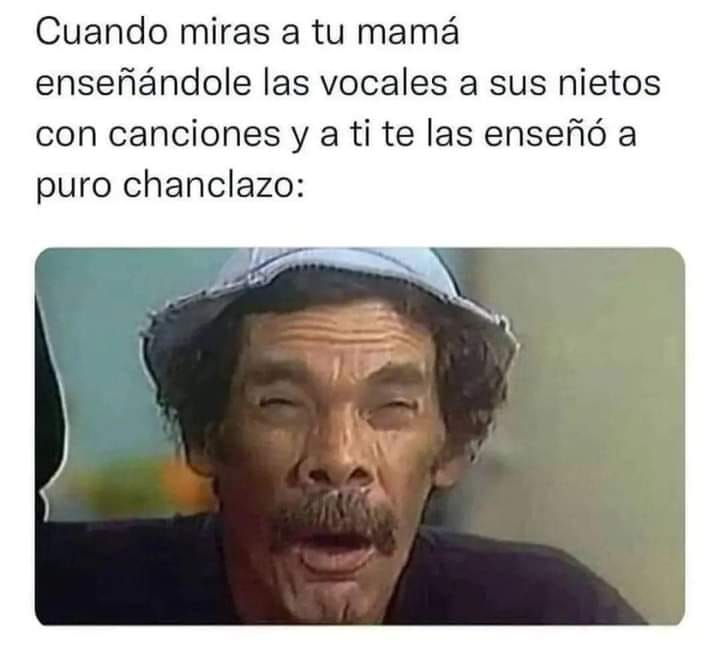 Cuando miras a tu mamá
enseñándole las vocales a sus nietos
con canciones y a ti te las enseñó a
puro chanclazo: